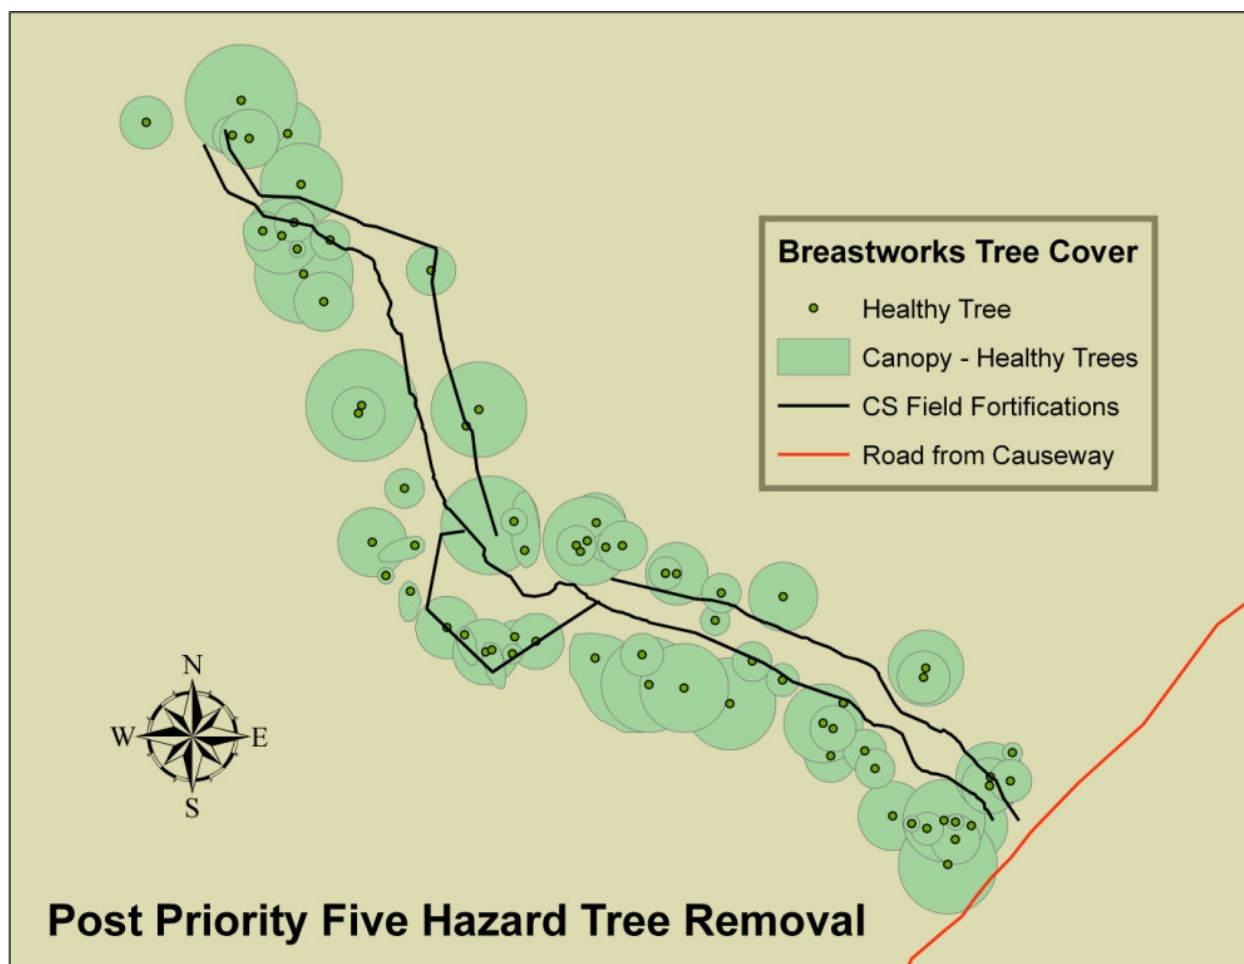 Breastworks Tree Cover
Healthy Tree
Canopy - Healthy Trees
CS Field Fortifications
Road from Causeway
N
W E
S
Post Priority Five Hazard Tree Removal